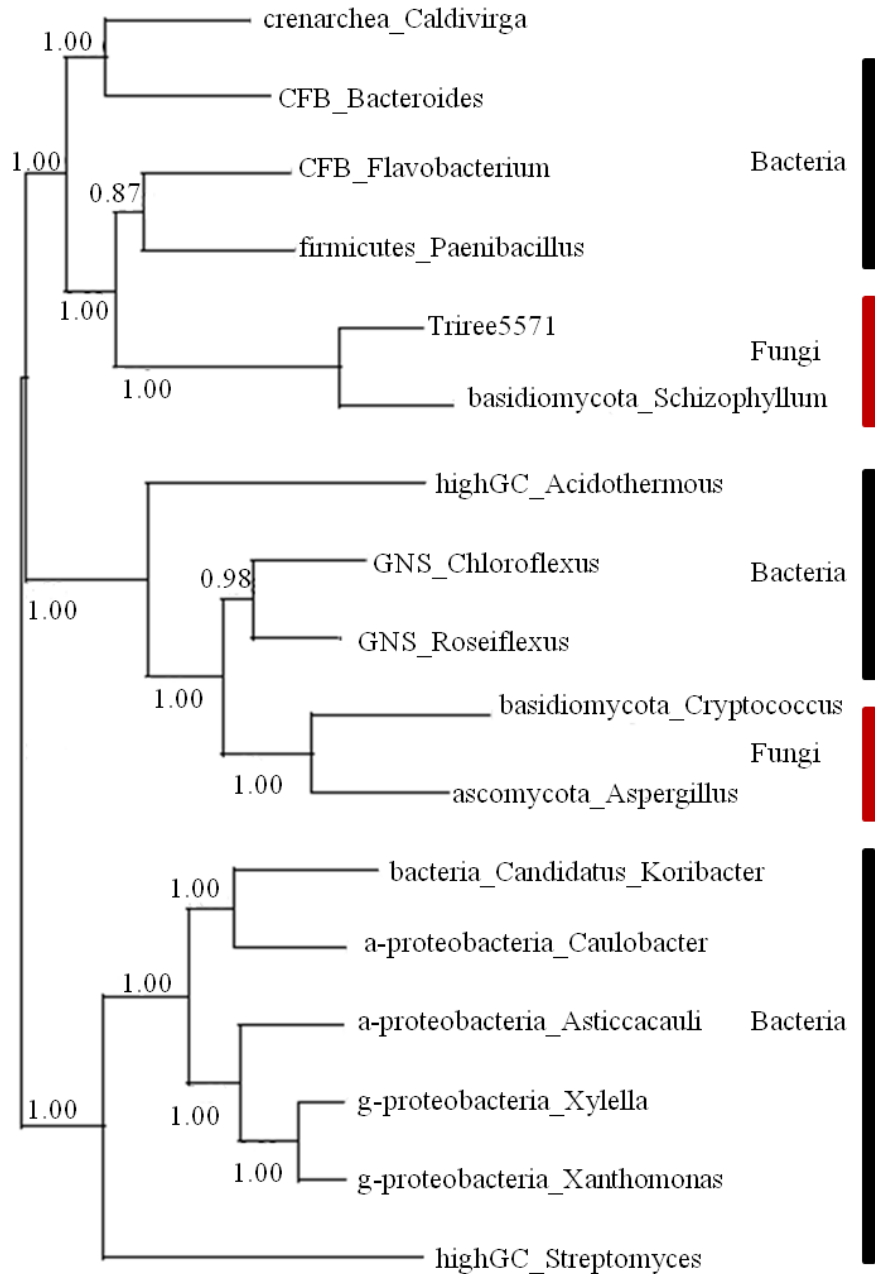 crenarchea_Caldivirga
1.00
CFB_Bacteroides
1.00
CFB_Flavobacterium
Bacteria
0.87
firmicutes_Paenibacillus
1.00
Triree5571
Fungi
1.00
basidiomycota_Schizophyllum
highGC_Acidothermous
GNS_Chloroflexus
Bacteria
0.98
1.00
GNS_Roseiflexus
1.00
basidiomycota_Cryptococcus
Fungi
1.00
ascomycota_Aspergillus
1.00
bacteria_Candidatus_Koribacter
a-proteobacteria_Caulobacter
1.00
a-proteobacteria_Asticcacauli
Bacteria
1.00
1.00
g-proteobacteria_Xylella
1.00
g-proteobacteria_Xanthomonas
highGC_Streptomyces